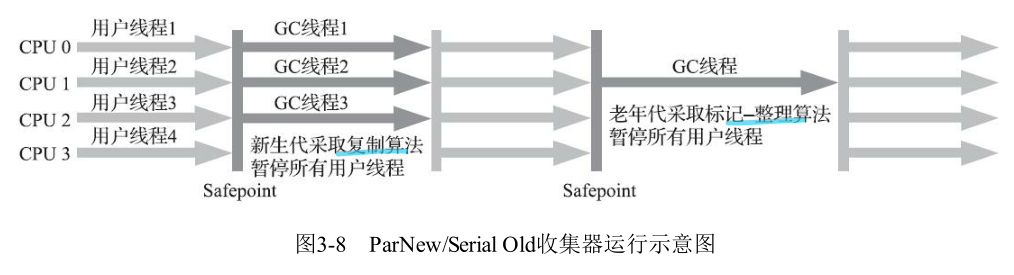 用户线程1
GC线程1
CPU 0
用户线程2
GC线程2
GC线程
CPU 1
用户线程3
GC线程3
CPU 2
用户线程4
老年代采取标记-整理算法
暂停所有用户线程
新生代采取复制算法
暂停所有用户线程
CPU 3
Safepoint
Safepoint
图3-8 ParNew/Serial Old收集器运行示意图